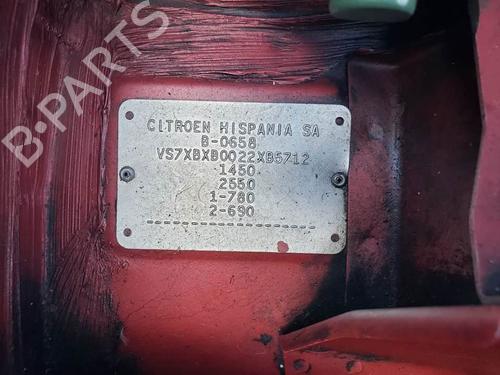 B-PARTS
CITROEN HISPANIA SA
B-0658
VS7XBXB0022XB5712
1450
2550
1-780
2-690